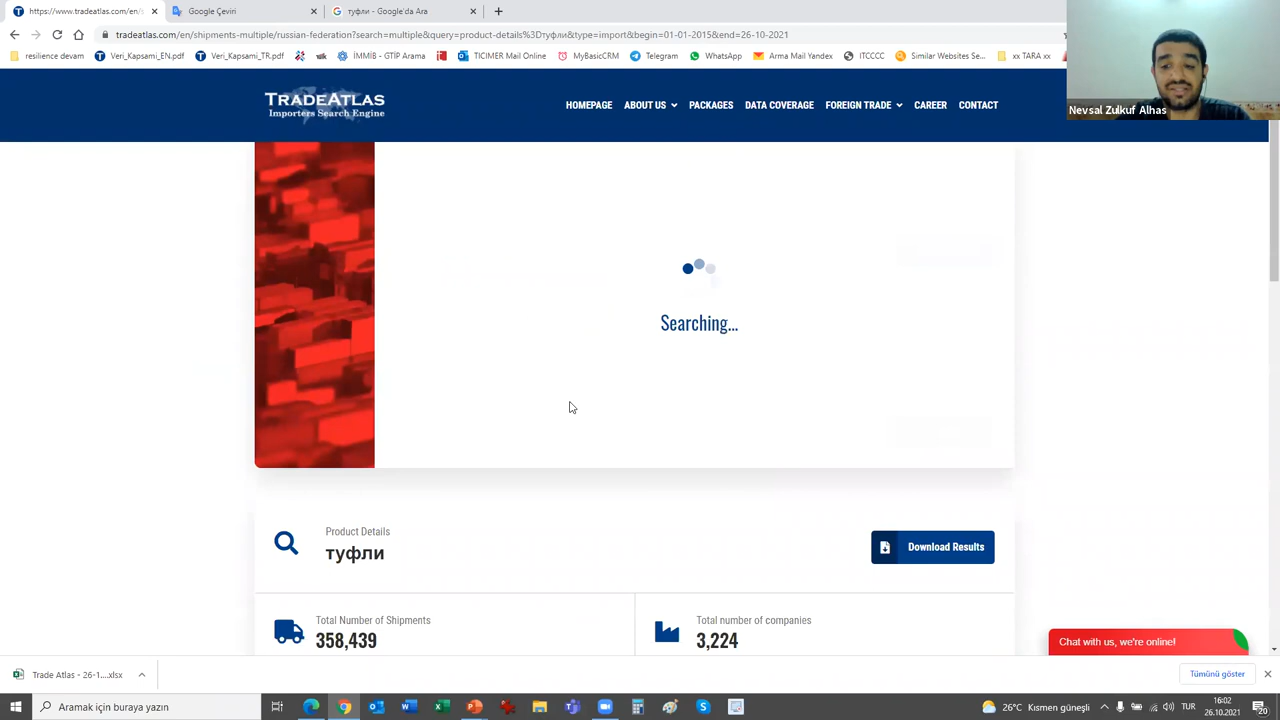 https://www.tradeatlas.com/en/s
Google Çeviri
туфли - Google'da Ara
tradeatlas.com/en/shipments-multiple/russian-federation?search=multiple&query=product-details%3Dтуфли&type=import&begin=01-01-2015&end=26-10-2021
resilience devam
Veri_Kapsami_EN.pdf
Veri_Kapsami_TR.pdf
İMMİB - GTİP Arama
TICIMER Mail Online
MyBasicCRM
Telegram
WhatsApp
Arma Mail Yandex
ITCCCC
Similar Websites Se...
xx TARA xx
Nevsal Zulkuf Alhas
TRADEATLAS
Importers Search Engine
HOMEPAGE
ABOUT US
PACKAGES
DATA COVERAGE
FOREIGN TRADE
CAREER
CONTACT
Searching...
Product Details
туфли
Download Results
Total Number of Shipments
358,439
Total number of companies
3,224
Chat with us, we're online!
Trade Atlas - 26-1....xlsx
Tümünü göster
Aramak için buraya yazın
26°C Kısmen güneşli
TUR
16:02
26.10.2021
20